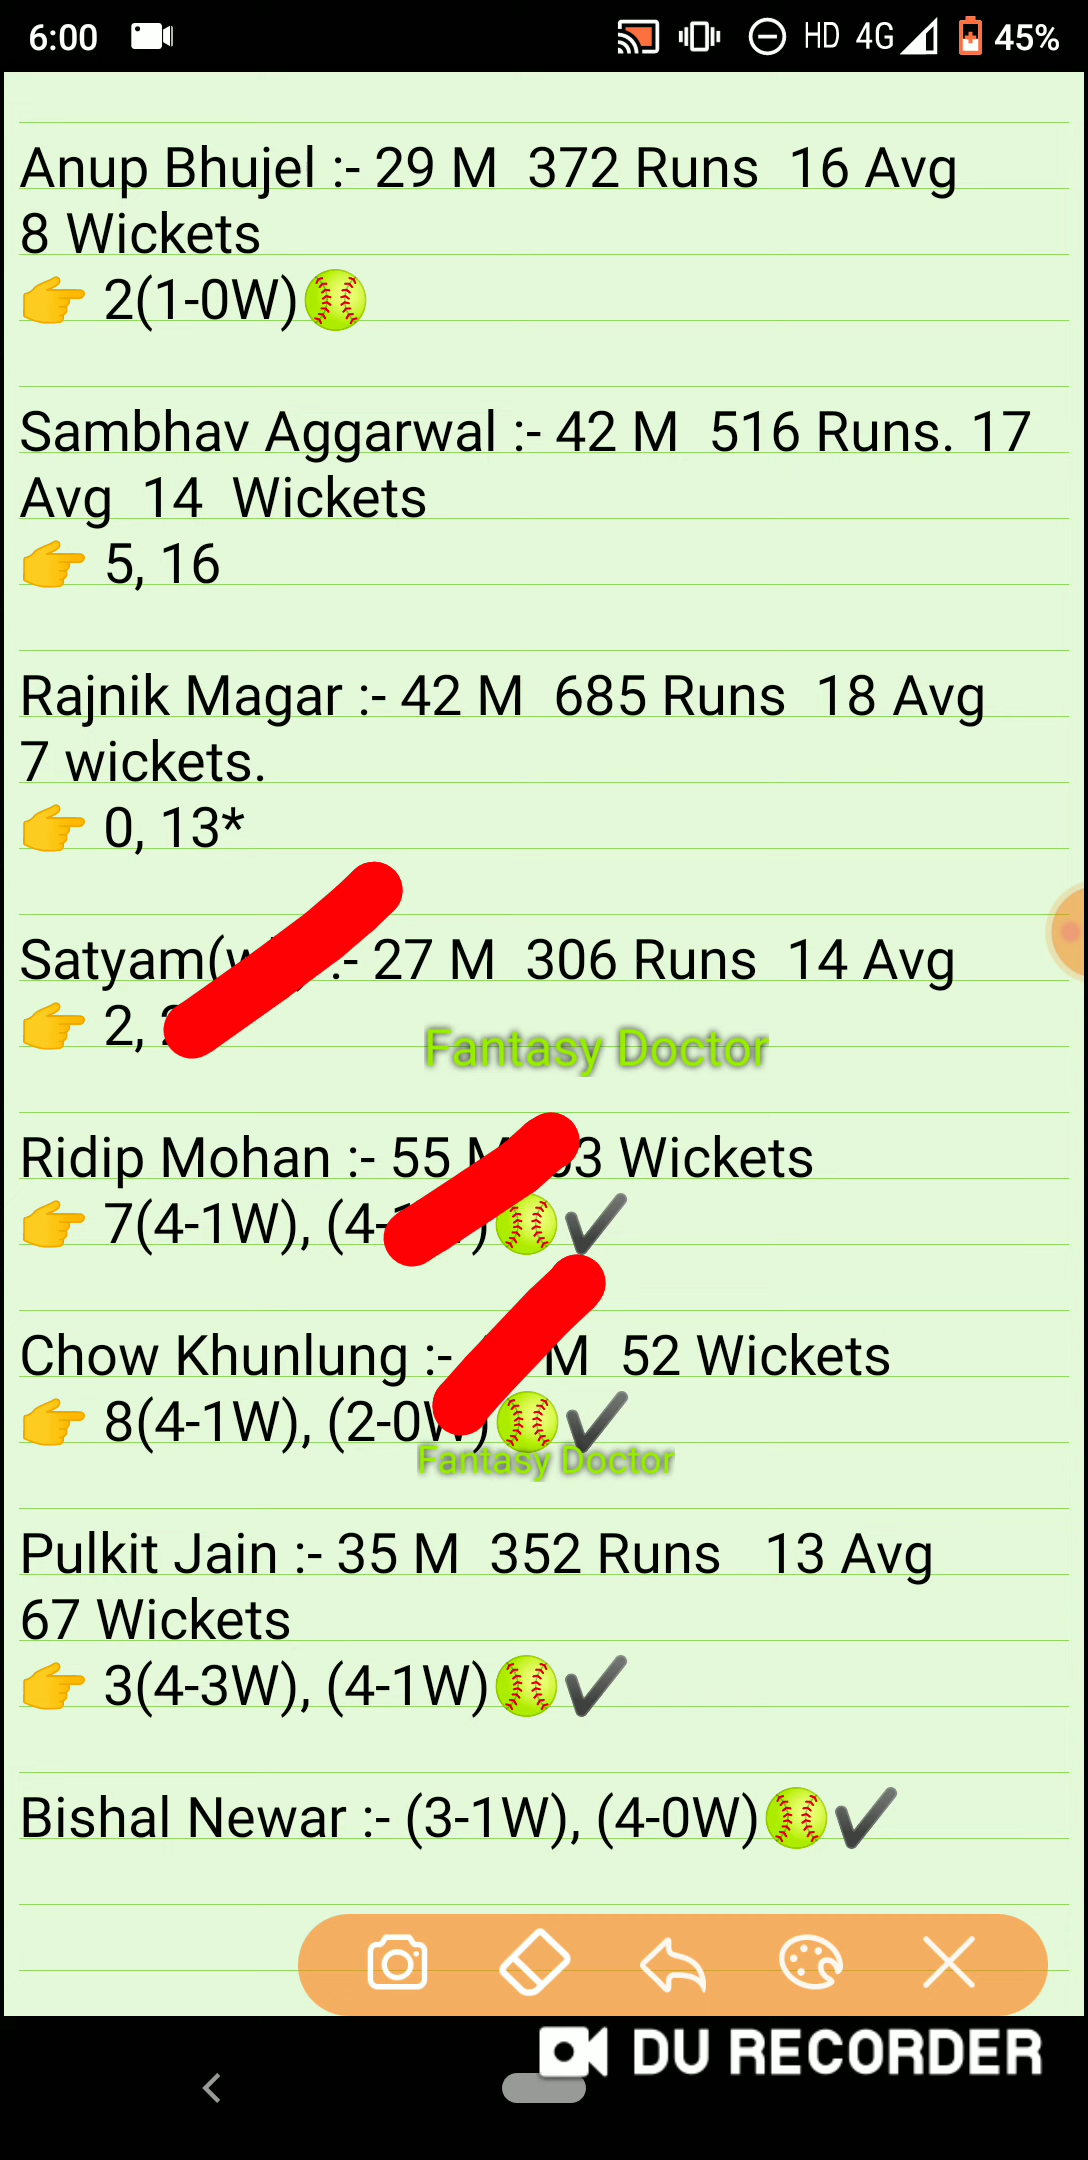 6:00 HD 4G 45%
Anup Bhujel :- 29 M 372 Runs 16 Avg
8 Wickets
👉 2(1-0W)🥎
Sambhav Aggarwal :- 42 M 516 Runs. 17
Avg 14 Wickets
👉 5, 16
Rajnik Magar :- 42 M 685 Runs 18 Avg
7 wickets.
👉 0, 13*
Satyam( :- 27 M 306 Runs 14 Avg
👉 2,
Fantasy Doctor
Ridip Mohan :- 55 M Wickets
👉 7(4-1W), 🥎✔
Chow Khunlung :- M 52 Wickets
👉 8(4-1W), (2-0W)🥎✔
Fantasy Doctor
Pulkit Jain :- 35 M 352 Runs 13 Avg
67 Wickets
👉 3(4-3W), (4-1W)🥎✔
Bishal Newar :- (3-1W), (4-0W)🥎✔
DU RECORDER